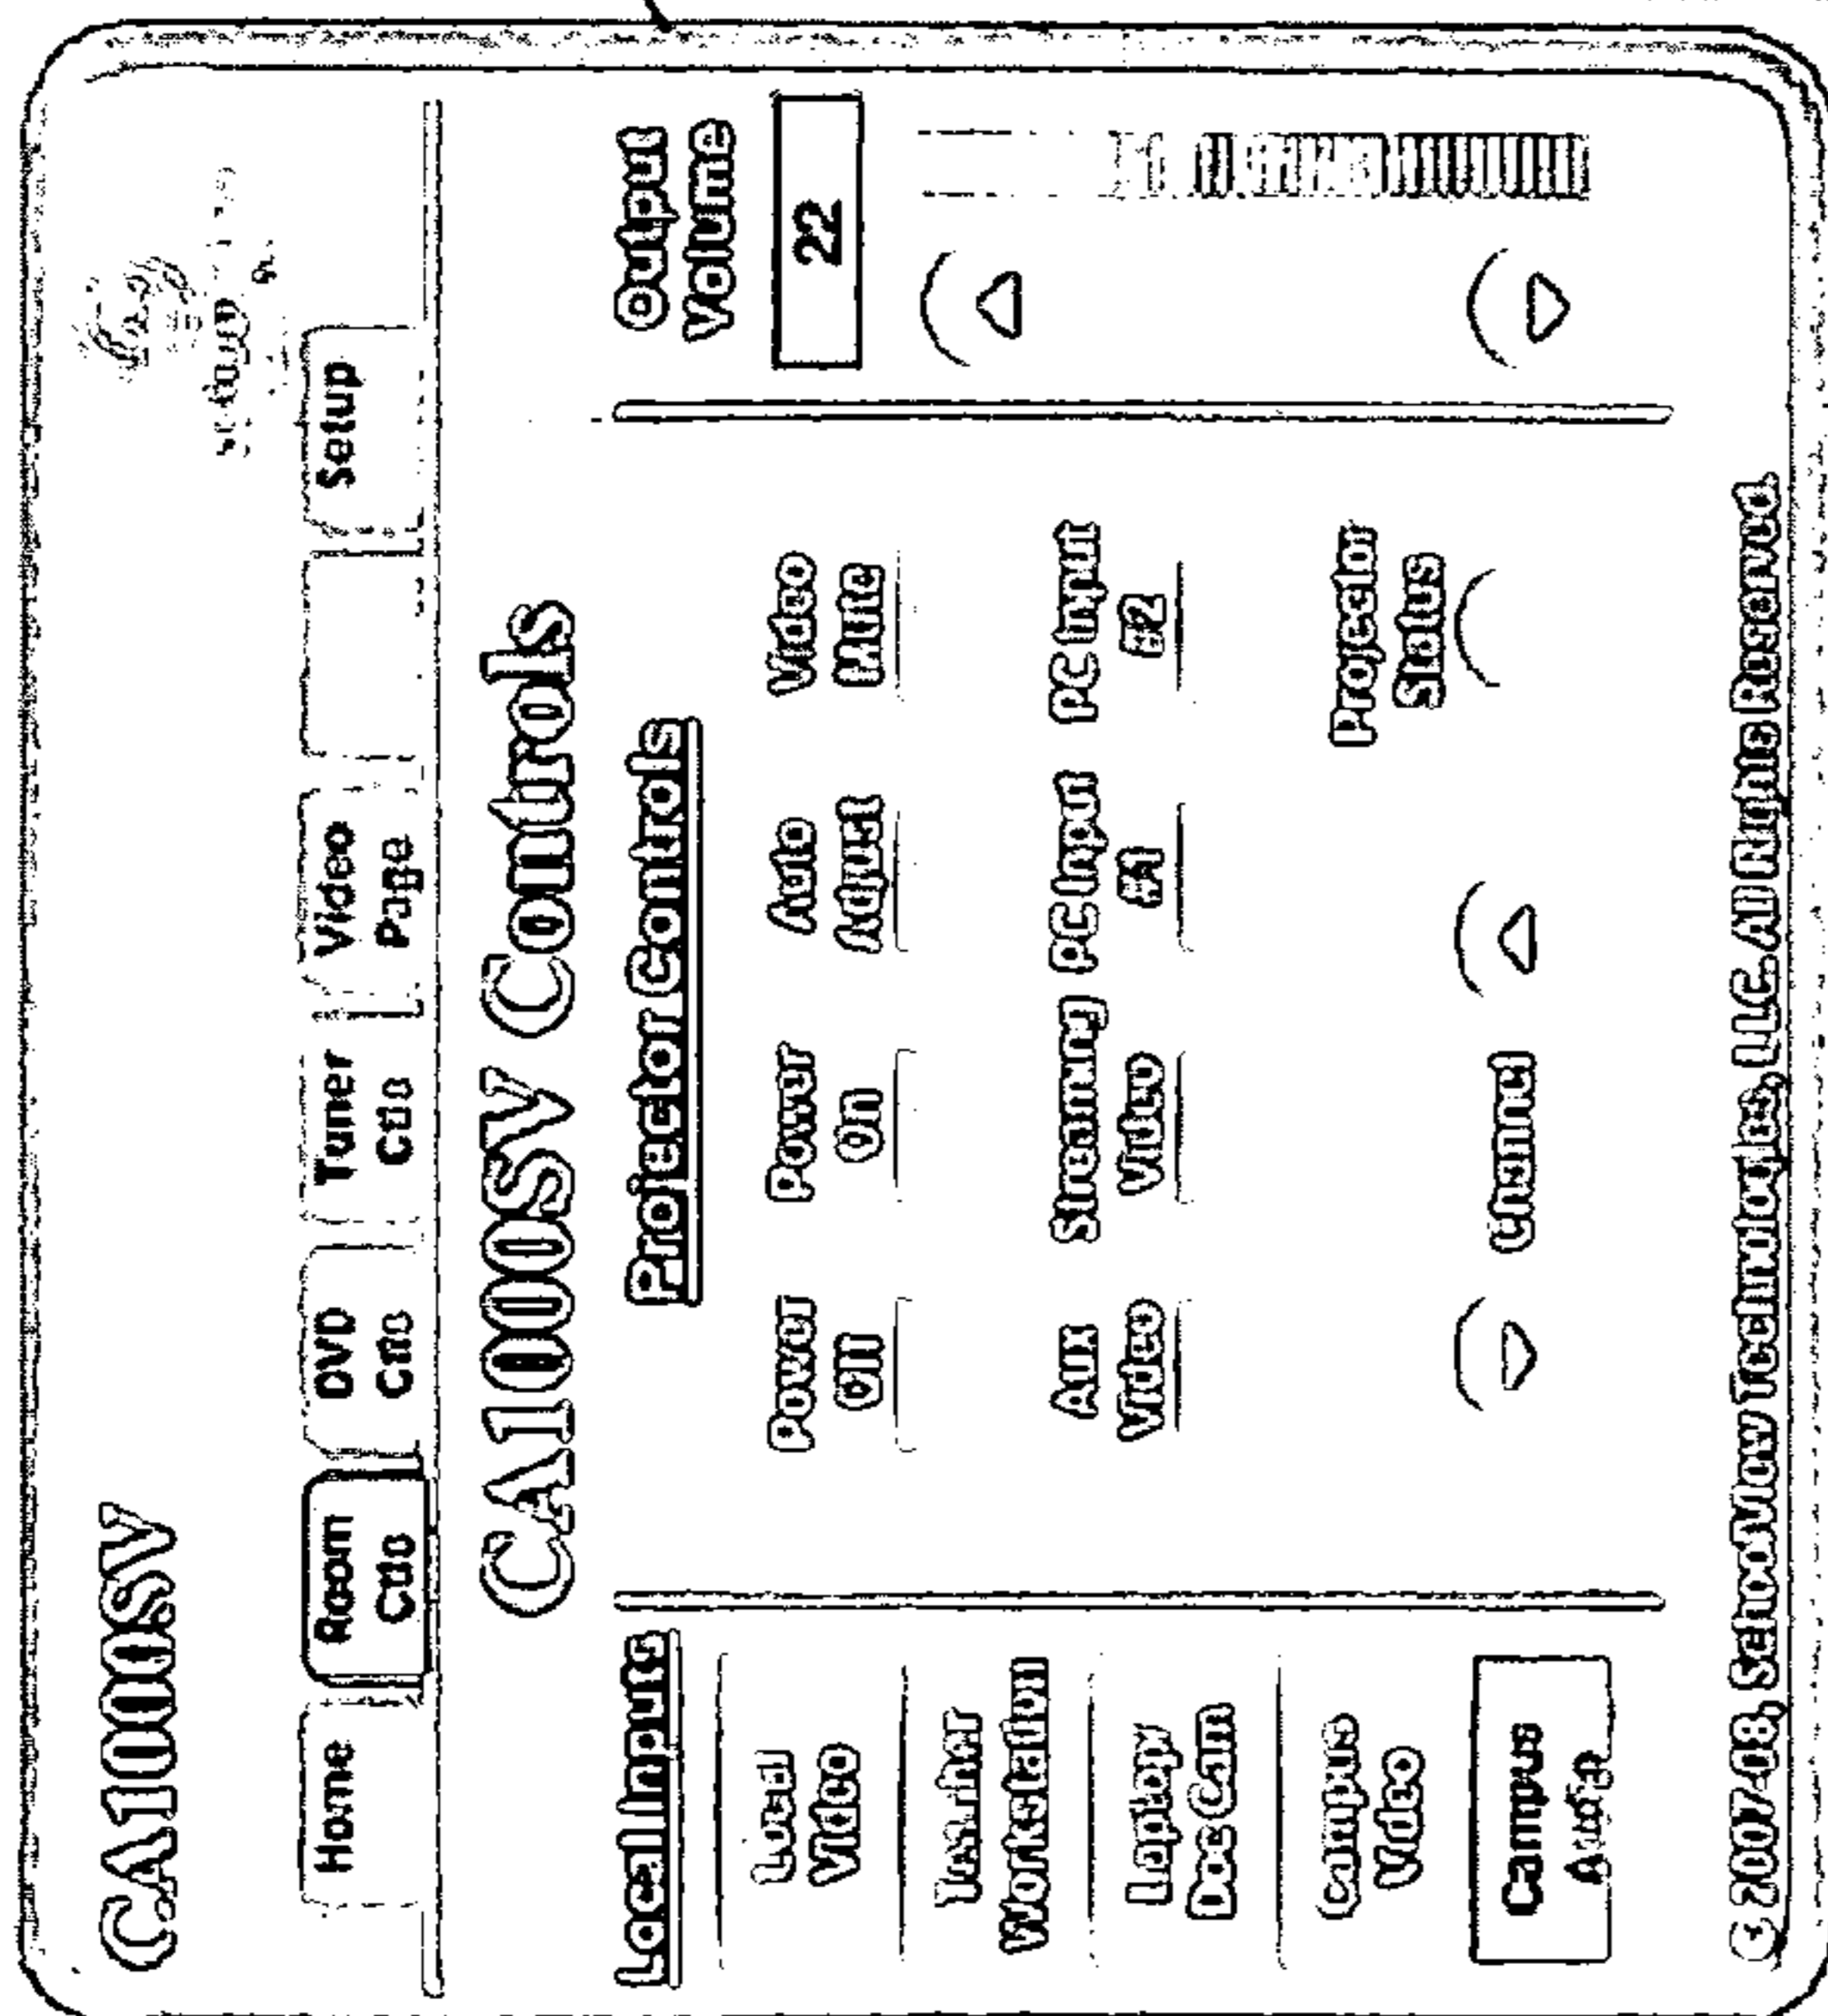 CA1000SV
Home
Room
Ctls
DVD
Ctls
Tuner
Ctls
Video
Page
Setup
CA1000SV Controls
Local Inputs
Local
Video
Teacher
Workstation
Laptop/
Doc Cam
Campus
Video
Campus
Audio
Projector Controls
Power
Off
Power
On
Auto
Adjust
Video
Mute
Aux
Video
Streaming
Video
PC Input
#1
PC Input
#2
Channel
Projector
Status
Output
Volume
22
© 2007-08, SchoolView Technologies, LLC. All Rights Reserved.